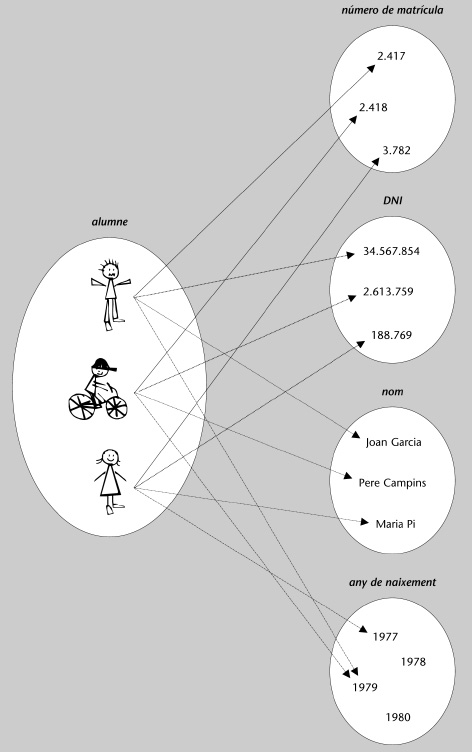 número de matrícula
2.417
2.418
3.782
DNI
alumne
34.567.854
2.613.759
188.769
nom
Joan Garcia
Pere Campins
Maria Pi
any de naixement
1977
1978
1979
1980